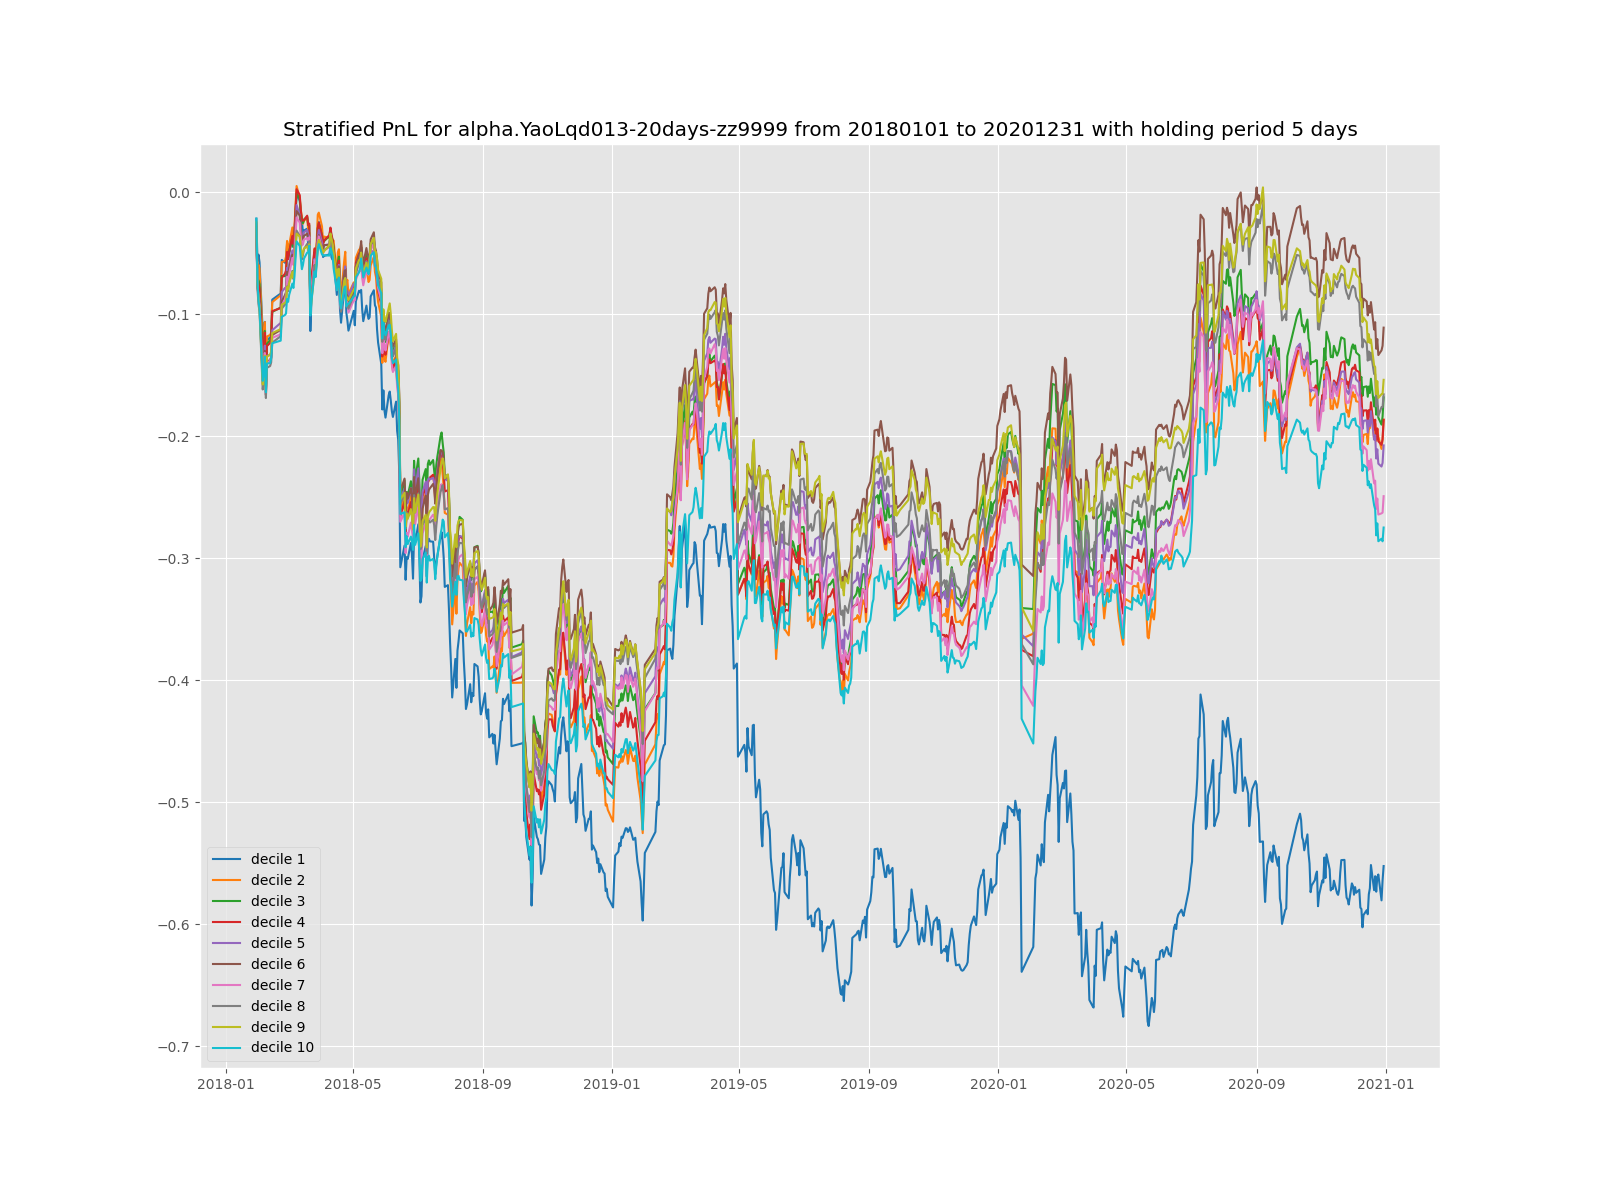 Stratified PnL for alpha.YaoLqd013-20days-zz9999 from 20180101 to 20201231 with holding period 5 days
0.0
−0.1
−0.2
−0.3
−0.4
−0.5
−0.6
−0.7
decile 1
decile 2
decile 3
decile 4
decile 5
decile 6
decile 7
decile 8
decile 9
decile 10
2018-01 2018-05 2018-09 2019-01 2019-05 2019-09 2020-01 2020-05 2020-09 2021-01